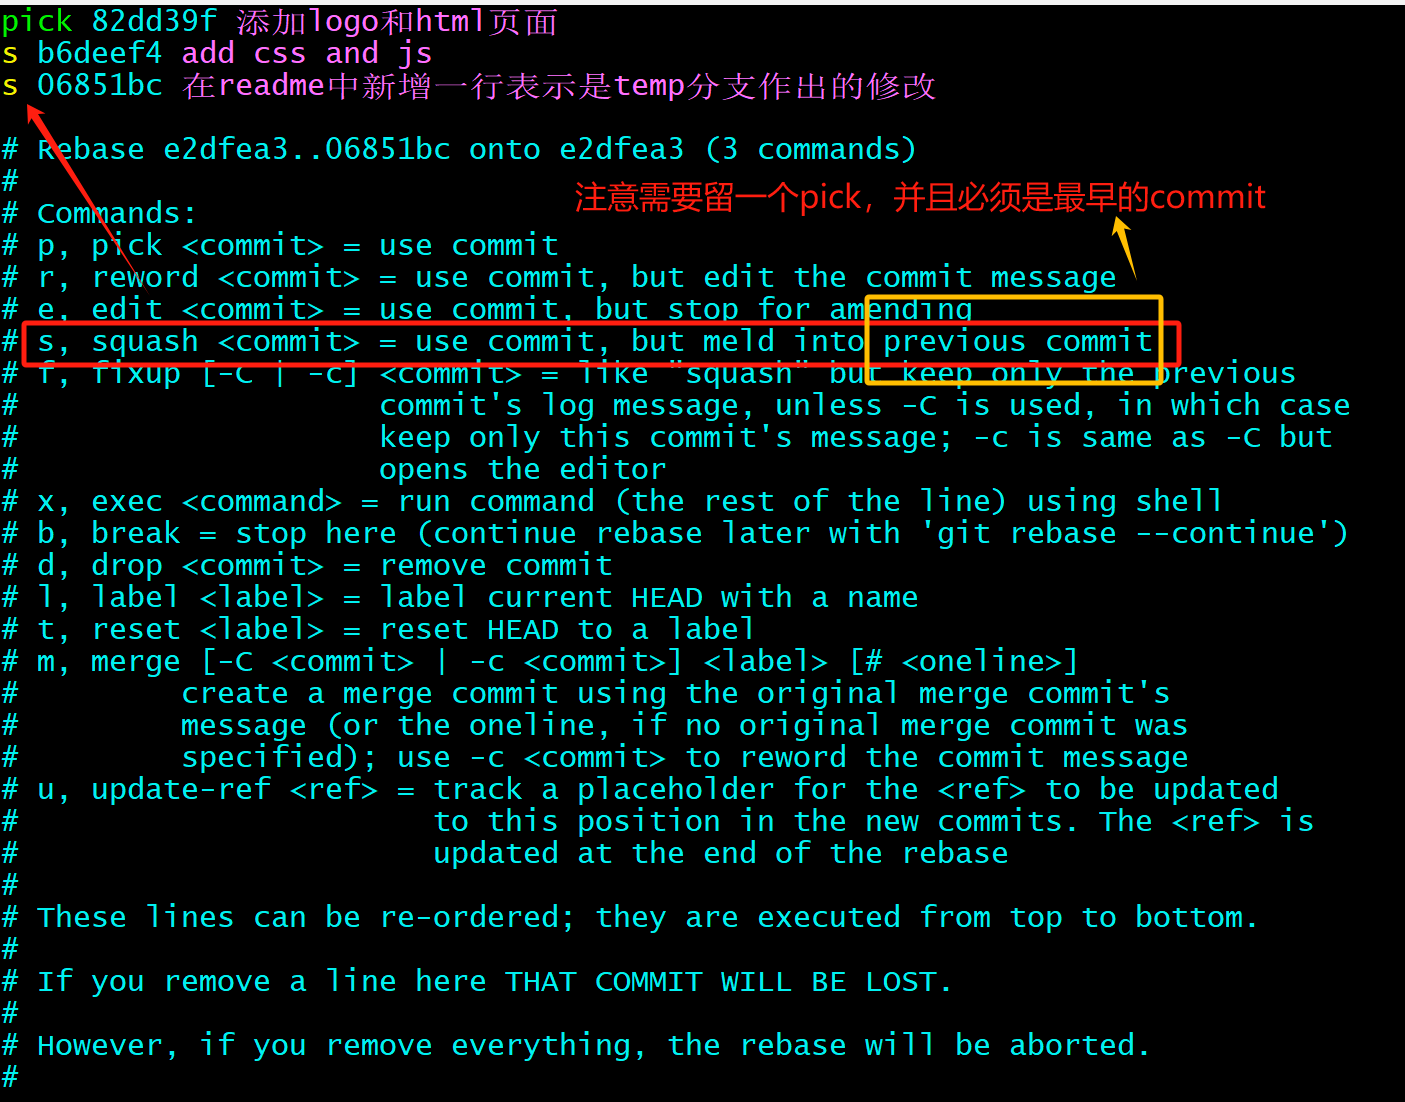 pick 82dd39f 添加logo和html页面
s b6deef4 add css and js
s 06851bc 在readme中新增一行表示是temp分支作出的修改
# Rebase e2dfea3..06851bc onto e2dfea3 (3 commands)
#
注意需要留一个pick，并且必须是最早的commit
# Commands:
# p, pick <commit> = use commit
# r, reword <commit> = use commit, but edit the commit message
# e, edit <commit> = use commit, but stop for amending
# s, squash <commit> = use commit, but meld into previous commit
# f, fixup [-C | -c] <commit> = like "squash" but keep only the previous
#                    commit's log message, unless -C is used, in which case
#                    keep only this commit's message; -c is same as -C but
#                    opens the editor
# x, exec <command> = run command (the rest of the line) using shell
# b, break = stop here (continue rebase later with 'git rebase --continue')
# d, drop <commit> = remove commit
# l, label <label> = label current HEAD with a name
# t, reset <label> = reset HEAD to a label
# m, merge [-C <commit> | -c <commit>] <label> [# <oneline>]
#         create a merge commit using the original merge commit's
#         message (or the oneline, if no original merge commit was
#         specified); use -c <commit> to reword the commit message
# u, update-ref <ref> = track a placeholder for the <ref> to be updated
#                       to this position in the new commits. The <ref> is
#                       updated at the end of the rebase
#
# These lines can be re-ordered; they are executed from top to bottom.
#
# If you remove a line here THAT COMMIT WILL BE LOST.
#
# However, if you remove everything, the rebase will be aborted.
#